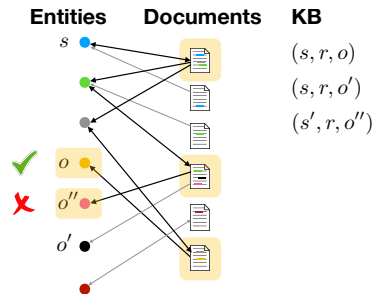 Entities Documents KB
s (s, r, o)
(s, r, o′)
(s′, r, o″)
o
o″
o′